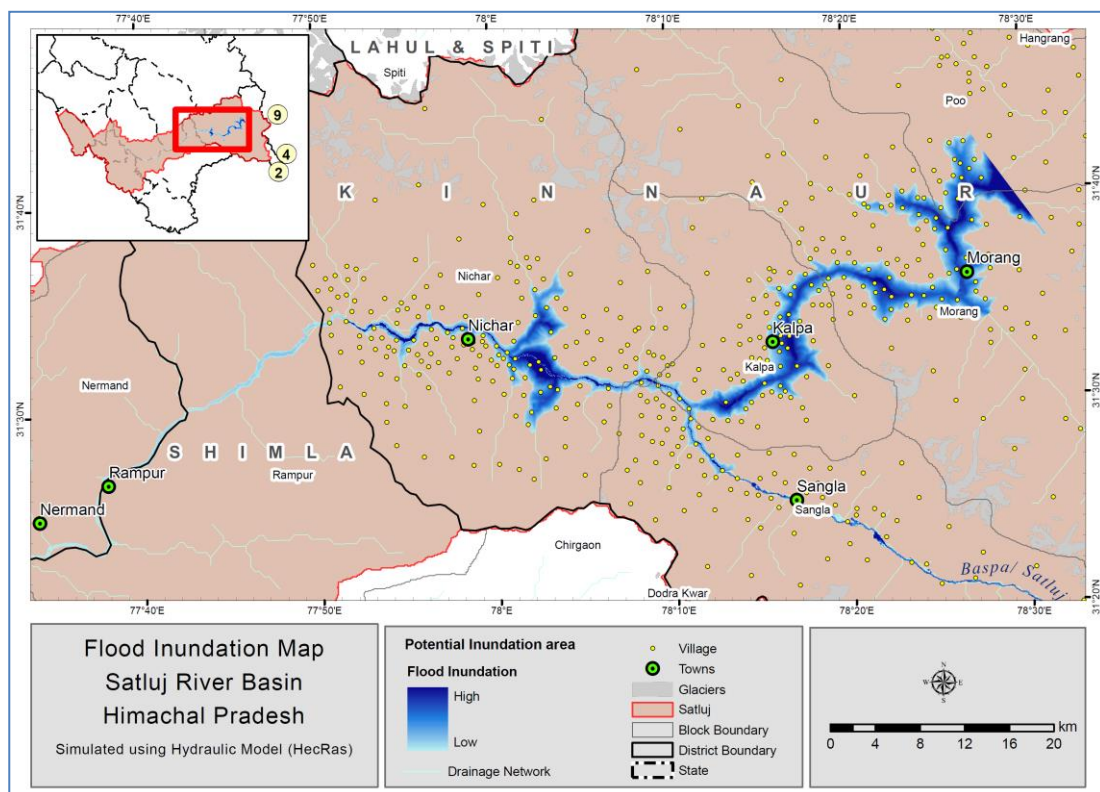 77°40'E
77°50'E
78°0'E
78°10'E
78°20'E
78°30'E
9
4
2
LAHUL & SPITI
Spiti
Hangrang
Poo
31°40'N
31°40'N
KINNAUR
Nichar
Morang
Morang
Nichar
Kalpa
Kalpa
Nermand
31°30'N
31°30'N
SHIMLA
Rampur
Rampur
Sangla
Sangla
Nermand
Chirgaon
Baspa/ Satluj
Dodra Kwar
31°20'N
77°40'E
77°50'E
78°0'E
78°10'E
78°20'E
78°30'E
Flood Inundation Map
Satluj River Basin
Himachal Pradesh
Simulated using Hydraulic Model (HecRas)
Potential Inundation area
Flood Inundation
High
Low
Drainage Network
Village
Towns
Glaciers
Satluj
Block Boundary
District Boundary
State
N
W E
S
km
0 4 8 12 16 20